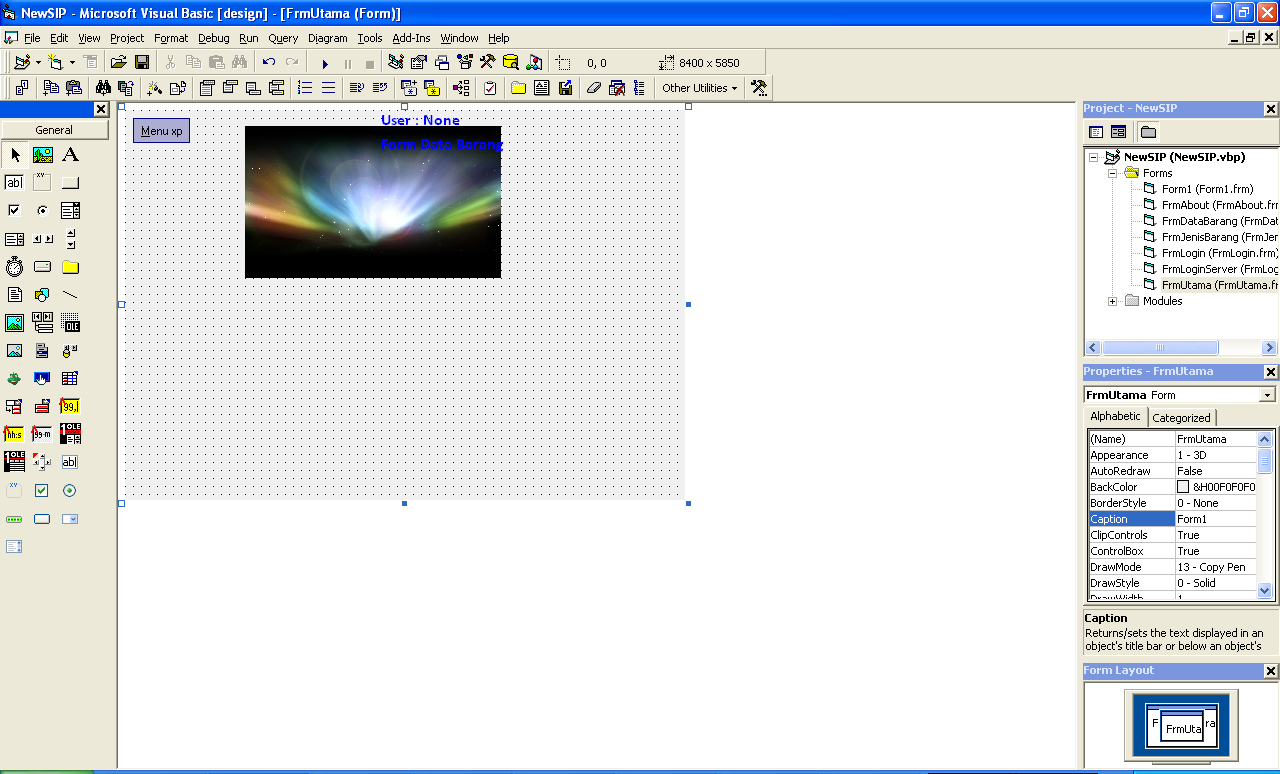 NewSIP - Microsoft Visual Basic [design] - [FrmUtama (Form)]
File Edit View Project Format Debug Run Query Diagram Tools Add-Ins Window Help
0, 0 8400 x 5850
Other Utilities
General
Menu xp
User : None
Form Data Barang
Project - NewSIP
NewSIP (NewSIP.vbp)
Forms
Form1 (Form1.frm)
FrmAbout (FrmAbout.frr
FrmDataBarang (FrmDat
FrmJenisBarang (FrmJer
FrmLogin (FrmLogin.frm)
FrmLoginServer (FrmLog
FrmUtama (FrmUtama.fr
Modules
Properties - FrmUtama
FrmUtama Form
Alphabetic Categorized
(Name) FrmUtama
Appearance 1 - 3D
AutoRedraw False
BackColor &H00F0F0F0
BorderStyle 0 - None
Caption Form1
ClipControls True
ControlBox True
DrawMode 13 - Copy Pen
DrawStyle 0 - Solid
DrawWidth 1
Caption
Returns/sets the text displayed in an
object's title bar or below an object's
Form Layout
F FrmUta ra